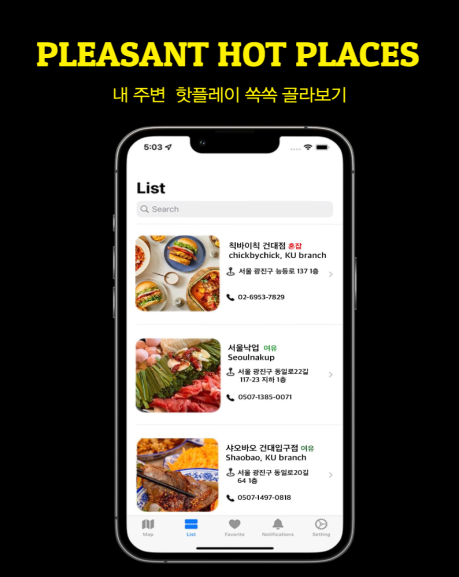 PLEASANT HOT PLACES
내 주변 핫플레이 쏙쏙 골라보기
5:03
List
Search
칙바이칙 건대점 혼잡
chickbychick, KU branch
서울 광진구 능동로 137 1층
02-6953-7829
서울낙업 여유
Seoulnakup
서울 광진구 동일로22길
117-23 지하 1층
0507-1385-0071
샤오바오 건대입구점 여유
Shaobao, KU branch
서울 광진구 동일로20길
64 1층
0507-1497-0818
Map
List
Favorite
Notifications
Setting